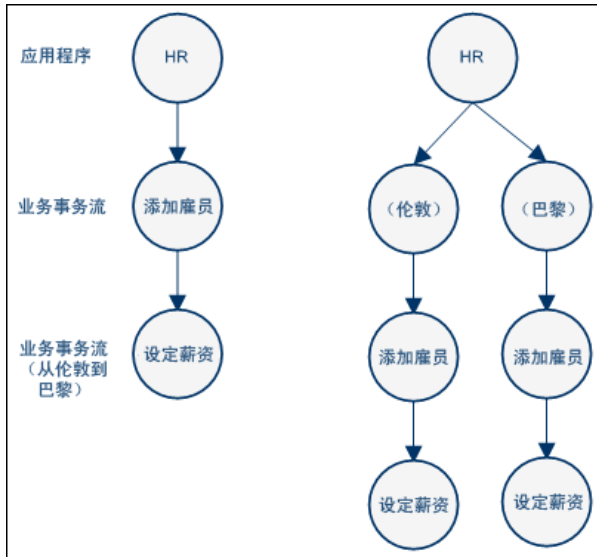 应用程序
HR
HR
业务事务流
添加雇员
（伦敦）
（巴黎）
业务事务流
（从伦敦到
巴黎）
设定薪资
添加雇员
添加雇员
设定薪资
设定薪资